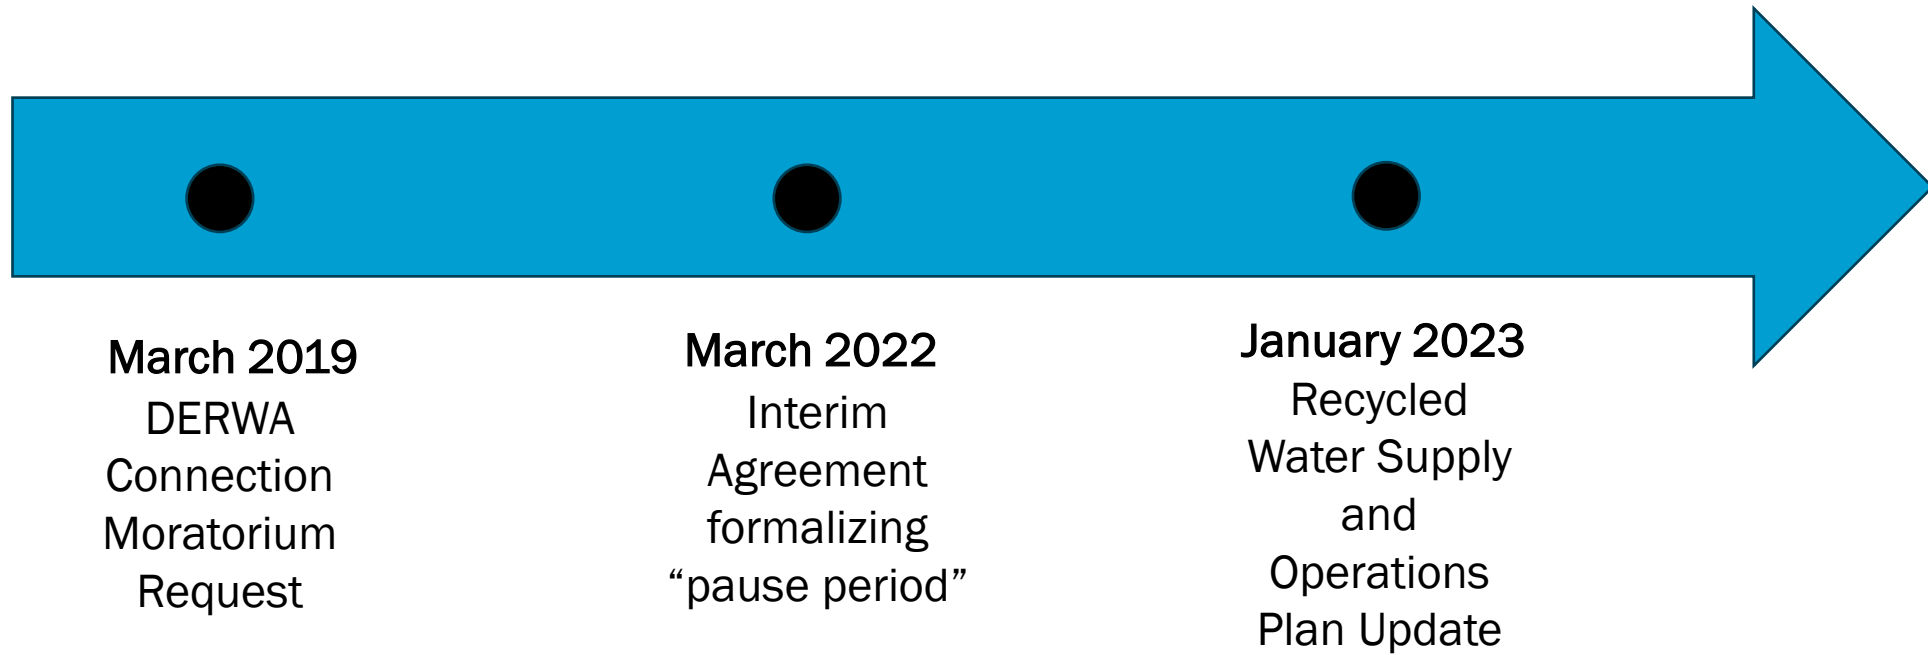 March 2019
DERWA
Connection
Moratorium
Request
March 2022
Interim
Agreement
formalizing
“pause period”
January 2023
Recycled
Water Supply
and
Operations
Plan Update